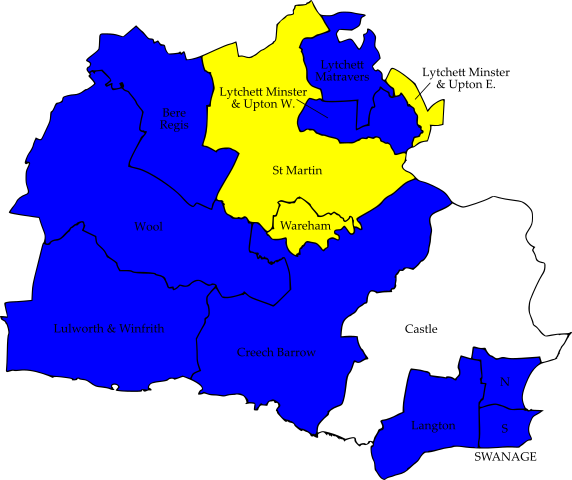 Lytchett
Matravers
Lytchett Minster
& Upton E.
Lytchett Minster
& Upton W.
Bere
Regis
St Martin
Wareham
Wool
Lulworth & Winfrith
Creech Barrow
Castle
N
Langton
S
SWANAGE